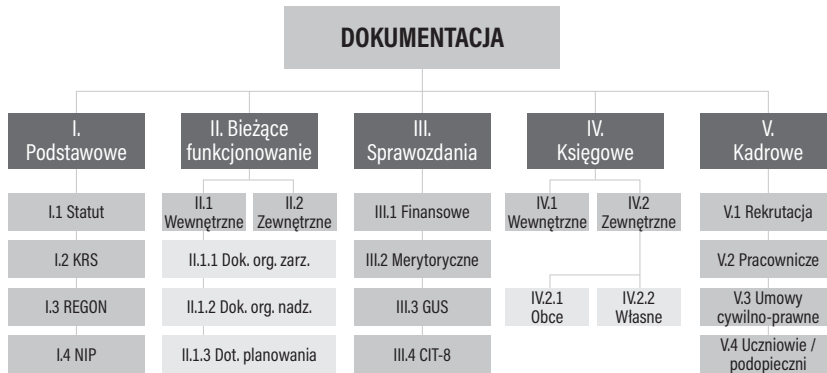 DOKUMENTACJA
I.
Podstawowe
II. Bieżące
funkcjonowanie
III.
Sprawozdania
IV.
Księgowe
V.
Kadrowe
I.1 Statut
II.1
Wewnętrzne
II.2
Zewnętrzne
III.1 Finansowe
IV.1
Wewnętrzne
IV.2
Zewnętrzne
V.1 Rekrutacja
I.2 KRS
II.1.1 Dok. org. zarz.
III.2 Merytoryczne
V.2 Pracownicze
I.3 REGON
II.1.2 Dok. org. nadz.
III.3 GUS
IV.2.1
Obce
IV.2.2
Własne
V.3 Umowy
cywilno-prawne
I.4 NIP
II.1.3 Dot. planowania
III.4 CIT-8
V.4 Uczniowie /
podopieczni